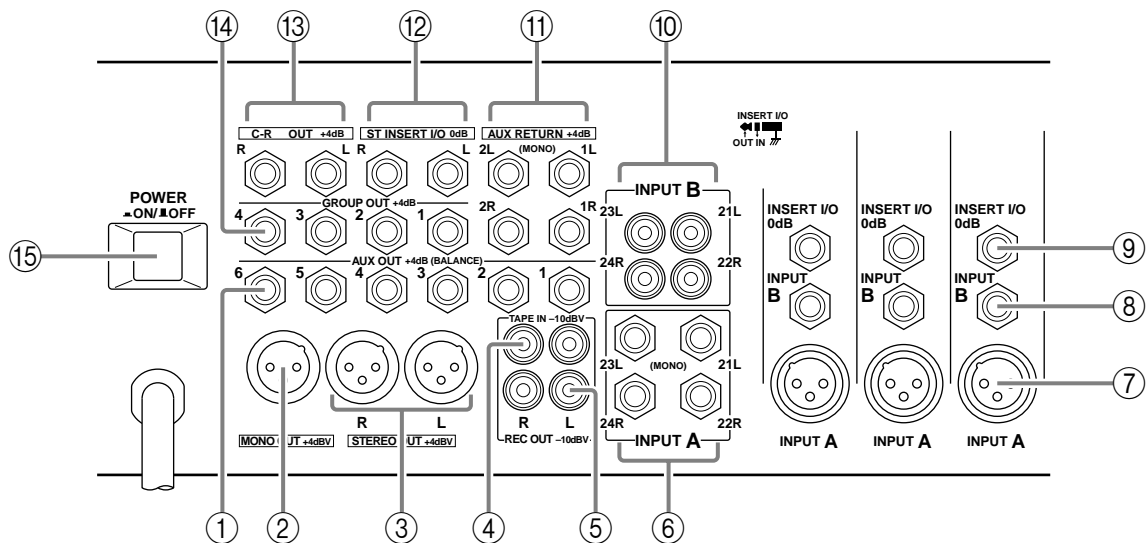 ⑭ ⑬ ⑫ ⑪ ⑩
C-R OUT +4dB
ST INSERT I/O 0dB
AUX RETURN +4dB
R L R L 2L (MONO) 1L
INSERT I/O
OUT IN
POWER
ON/ OFF
GROUP OUT +4dB
4 3 2 1 2R 1R
INPUT B
23L 21L
24R 22R
INSERT I/O
0dB
INSERT I/O
0dB
INSERT I/O
0dB
⑨
⑮
AUX OUT +4dB (BALANCE)
6 5 4 3 2 1
INPUT
B
INPUT
B
INPUT
B
⑧
TAPE IN –10dBV
23L (MONO) 21L
24R 22R
INPUT A
⑦
R L
MONO OUT +4dBV
STEREO OUT +4dBV
R L
REC OUT –10dBV
INPUT A INPUT A INPUT A
① ② ③ ④ ⑤ ⑥